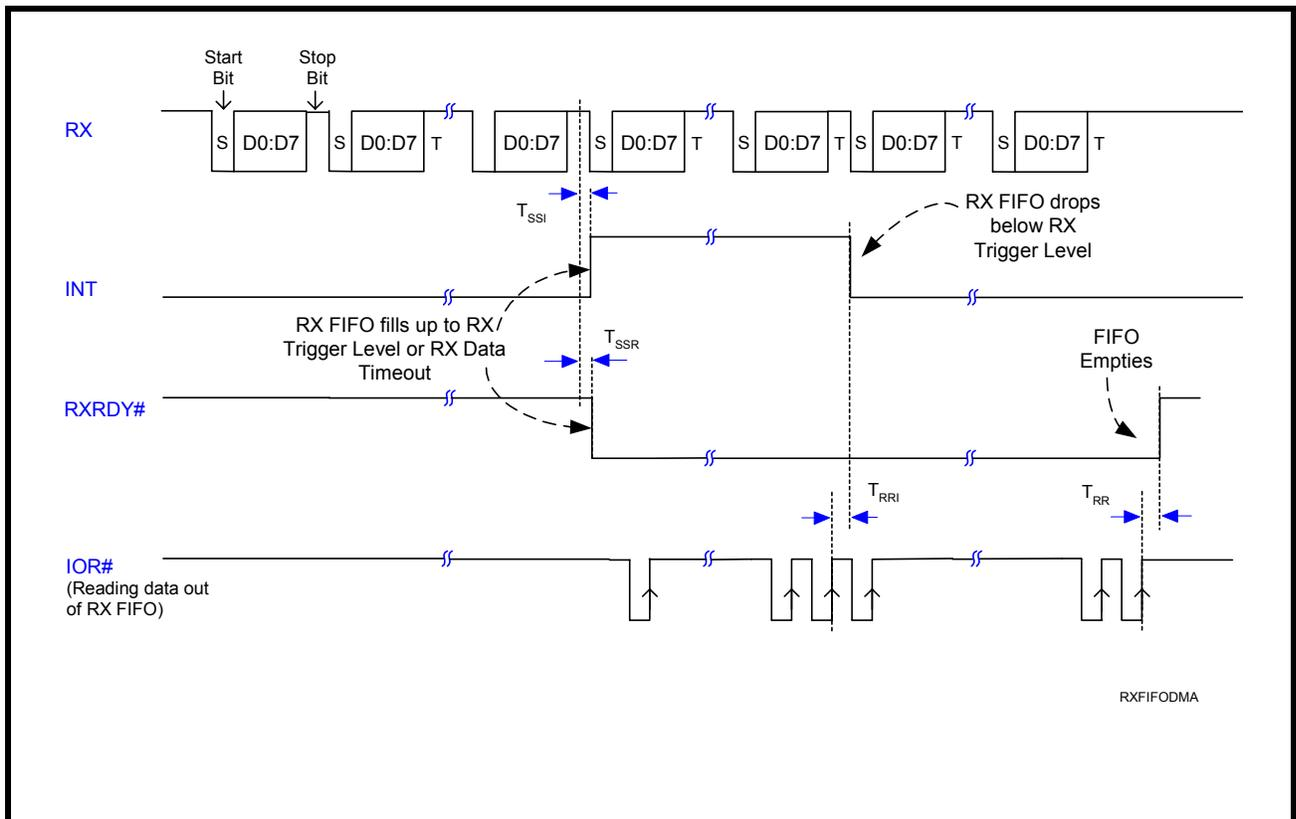 Start
Bit
Stop
Bit
RX
S
D0:D7
S
D0:D7
T
D0:D7
S
D0:D7
T
S
D0:D7
T
S
D0:D7
T
S
D0:D7
T
TSSI
RX FIFO drops
below RX
Trigger Level
INT
RX FIFO fills up to RX
Trigger Level or RX Data
Timeout
TSSR
FIFO
Empties
RXRDY#
TRRI
TRR
IOR#
(Reading data out
of RX FIFO)
RXFIFODMA